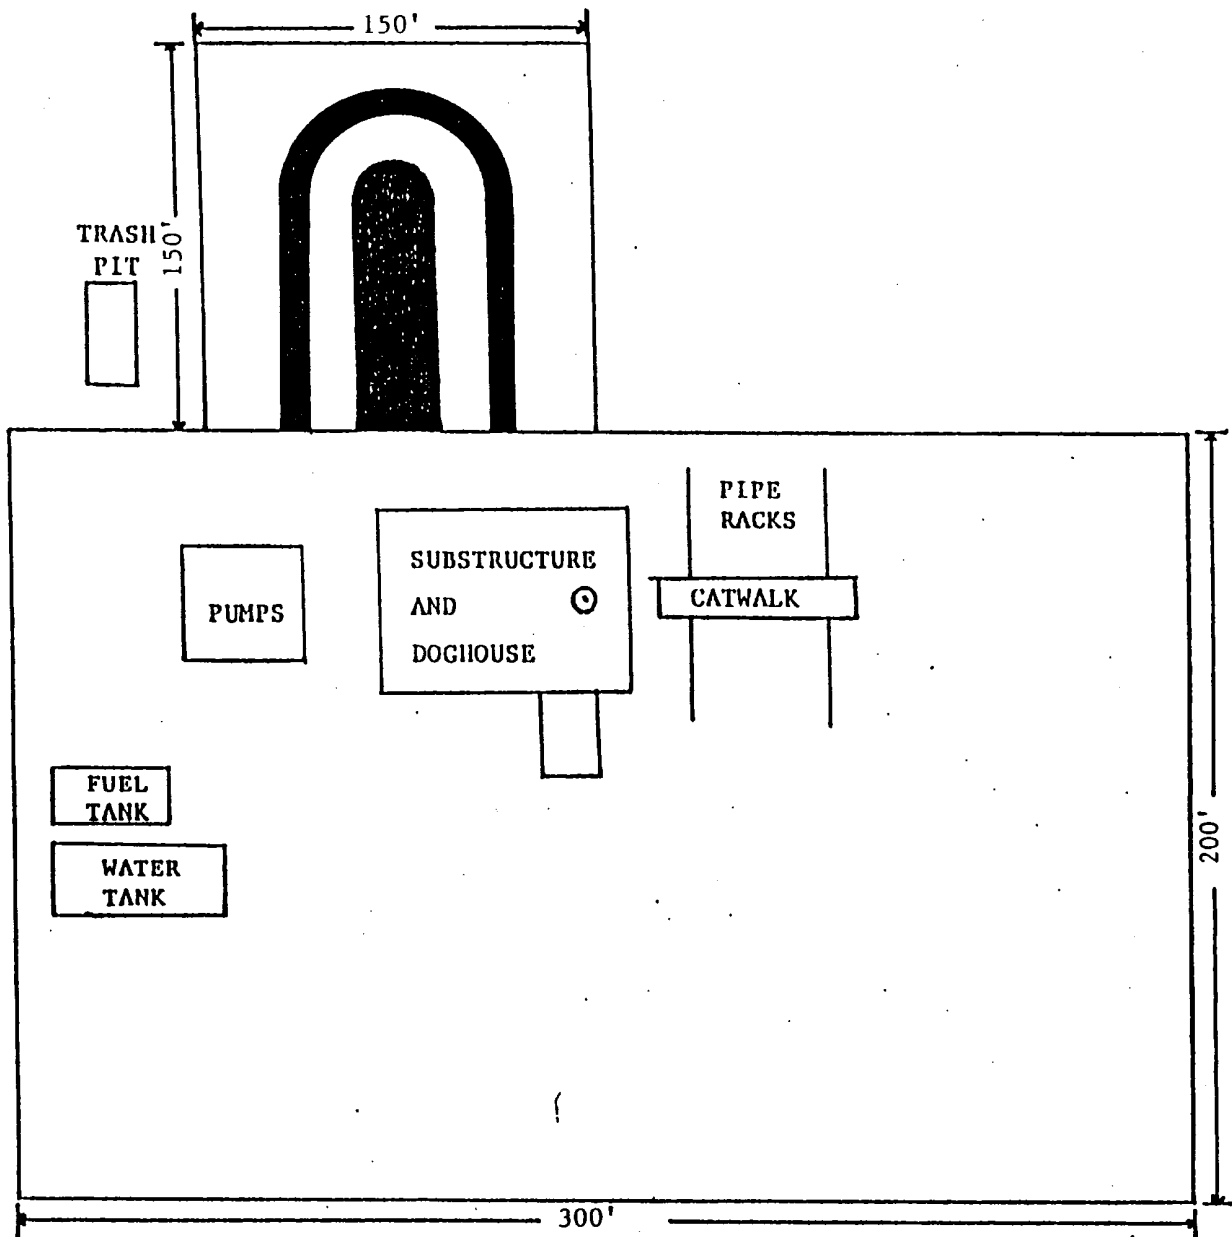 150'
150'
TRASH
PIT
PIPE
RACKS
SUBSTRUCTURE
AND
DOGHOUSE
CATWALK
PUMPS
FUEL
TANK
WATER
TANK
200'
300'